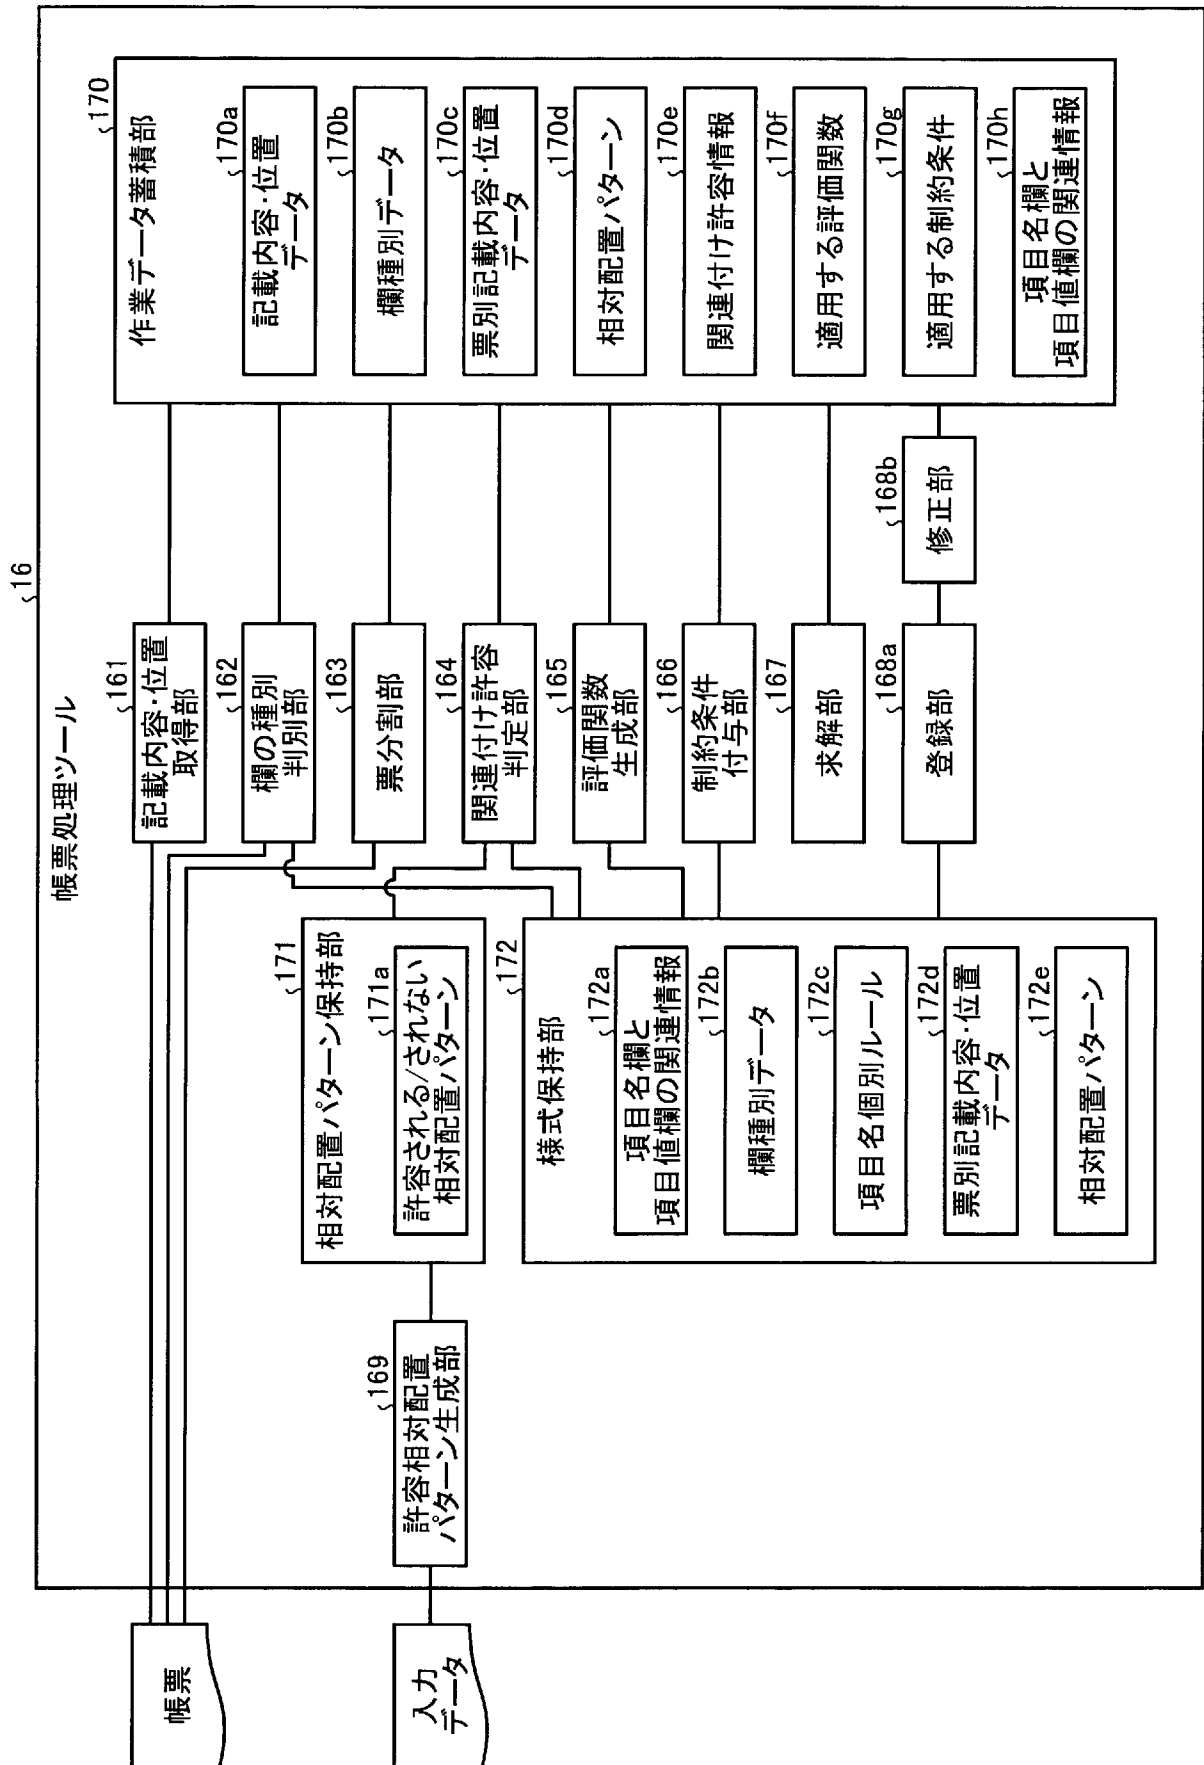 16
帳票処理ツール
帳票
入力
データ
169
許容相対配置
パターン生成部
171
相対配置パターン保持部
171a
許容される/されない
相対配置パターン
172
様式保持部
172a
項目名欄と
項目値欄の関連情報
172b
欄種別データ
172c
項目名個別ルール
172d
票別記載内容・位置
データ
172e
相対配置パターン
161
記載内容・位置
取得部
162
欄の種別
判別部
163
票分割部
164
関連付け許容
判定部
165
評価関数
生成部
166
制約条件
付与部
167
求解部
168a
登録部
168b
修正部
170
作業データ蓄積部
170a
記載内容・位置
データ
170b
欄種別データ
170c
票別記載内容・位置
データ
170d
相対配置パターン
170e
関連付け許容情報
170f
適用する評価関数
170g
適用する制約条件
170h
項目名欄と
項目値欄の関連情報